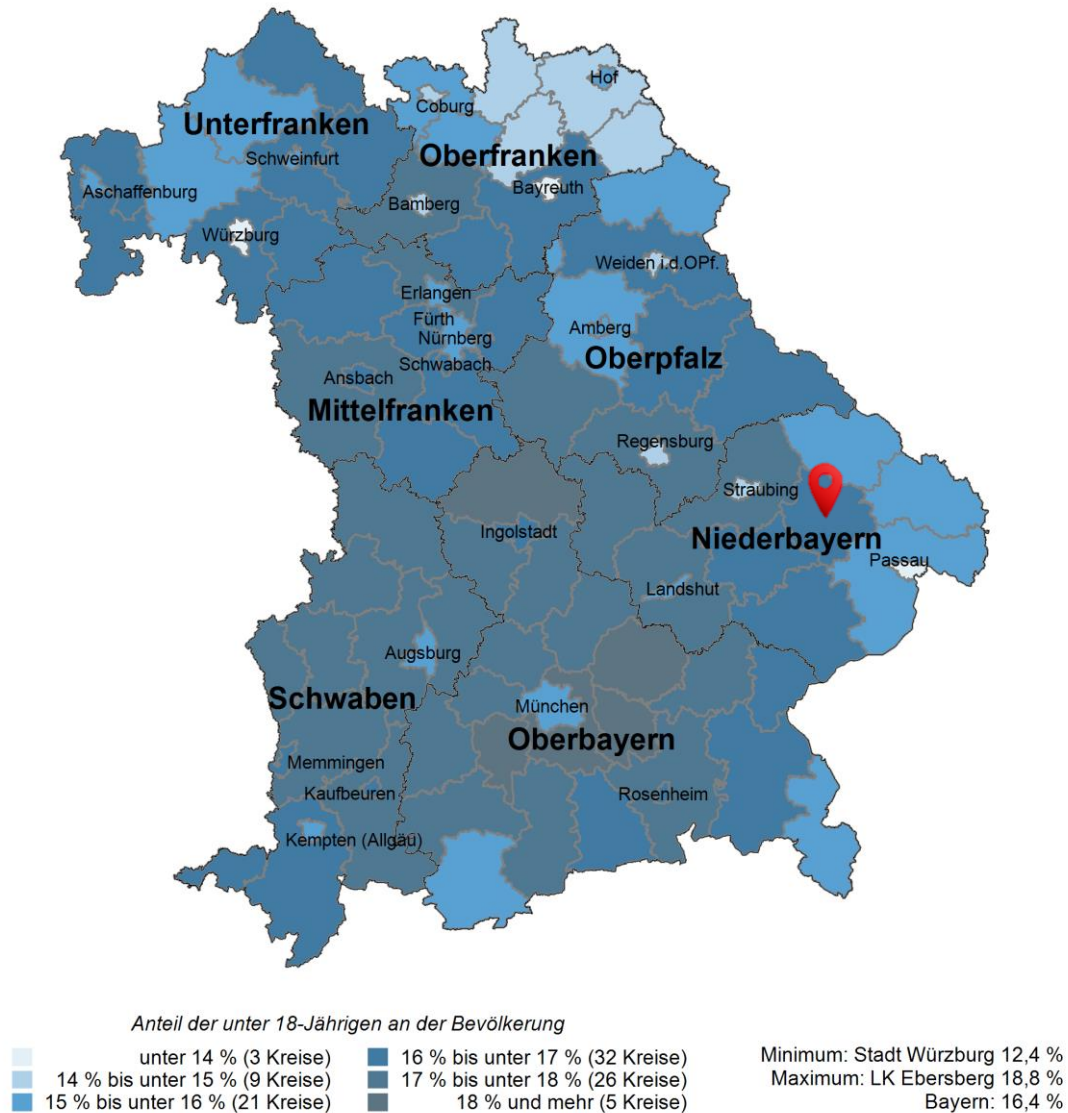 Hof
Coburg
Unterfranken
Oberfranken
Schweinfurt
Aschaffenburg
Bayreuth
Bamberg
Würzburg
Weiden i.d.OPf.
Erlangen
Fürth
Amberg
Nürnberg
Oberpfalz
Schwabach
Ansbach
Mittelfranken
Regensburg
Straubing
Ingolstadt
Niederbayern
Passau
Landshut
Augsburg
Schwaben
München
Oberbayern
Memmingen
Kaufbeuren
Rosenheim
Kempten (Allgäu)
Anteil der unter 18-Jährigen an der Bevölkerung
unter 14 % (3 Kreise)
14 % bis unter 15 % (9 Kreise)
15 % bis unter 16 % (21 Kreise)
16 % bis unter 17 % (32 Kreise)
17 % bis unter 18 % (26 Kreise)
18 % und mehr (5 Kreise)
Minimum: Stadt Würzburg 12,4 %
Maximum: LK Ebersberg 18,8 %
Bayern: 16,4 %